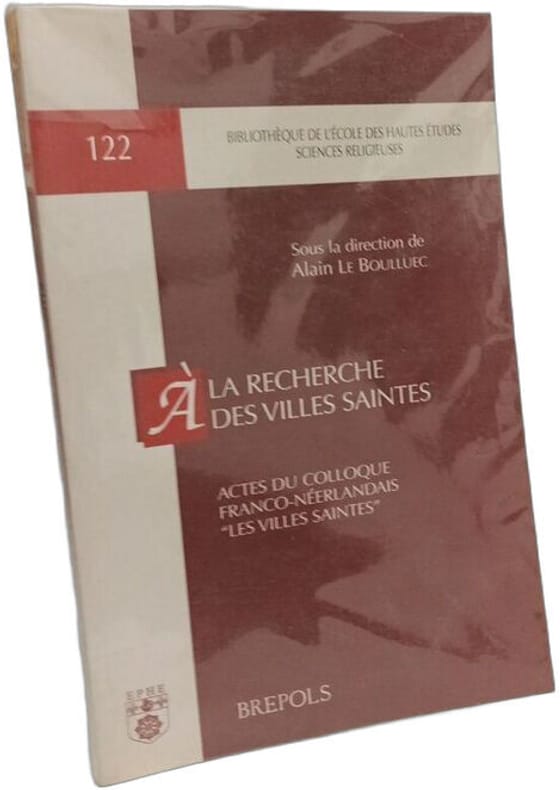 122
BIBLIOTHÈQUE DE L'ÉCOLE DES HAUTES ÉTUDES
SCIENCES RELIGIEUSES
Sous la direction de
Alain LE BOULLUEC
À LA RECHERCHE
DES VILLES SAINTES
ACTES DU COLLOQUE
FRANCO-NÉERLANDAIS
"LES VILLES SAINTES"
EPHE
BREPOLS